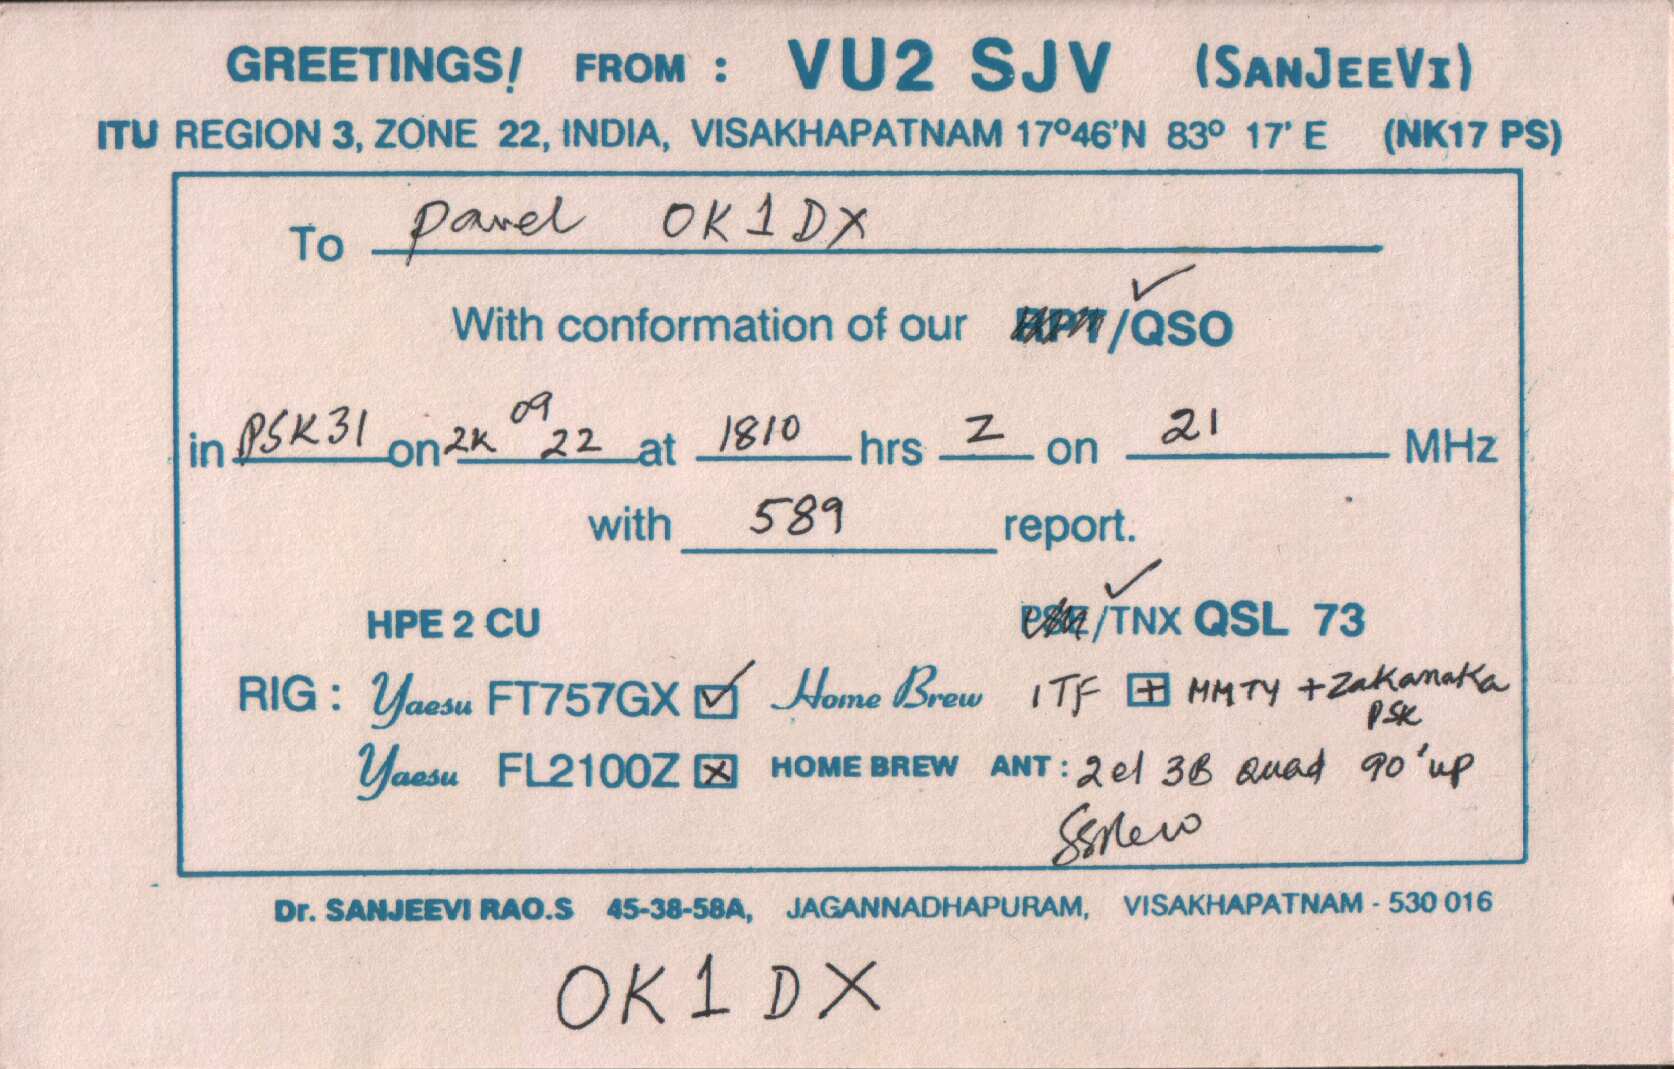 GREETINGS! FROM : VU2 SJV (SANJEEVI)
ITU REGION 3, ZONE 22, INDIA, VISAKHAPATNAM 17°46'N 83° 17' E (NK17 PS)
To Pavel OK1DX
With conformation of our RPT/QSO
in PSK31 on 2K 09 22 at 1810 hrs Z on 21 MHz
with 589 report.
HPE 2 CU PSE/TNX QSL 73
RIG : Yaesu FT757GX Home Brew ITF MMTY + Zakanaka
PSK
Yaesu FL2100Z HOME BREW ANT : 2el 3B Quad 90' up
Dr. SANJEEVI RAO.S 45-38-58A, JAGANNADHAPURAM, VISAKHAPATNAM - 530 016
OK1DX